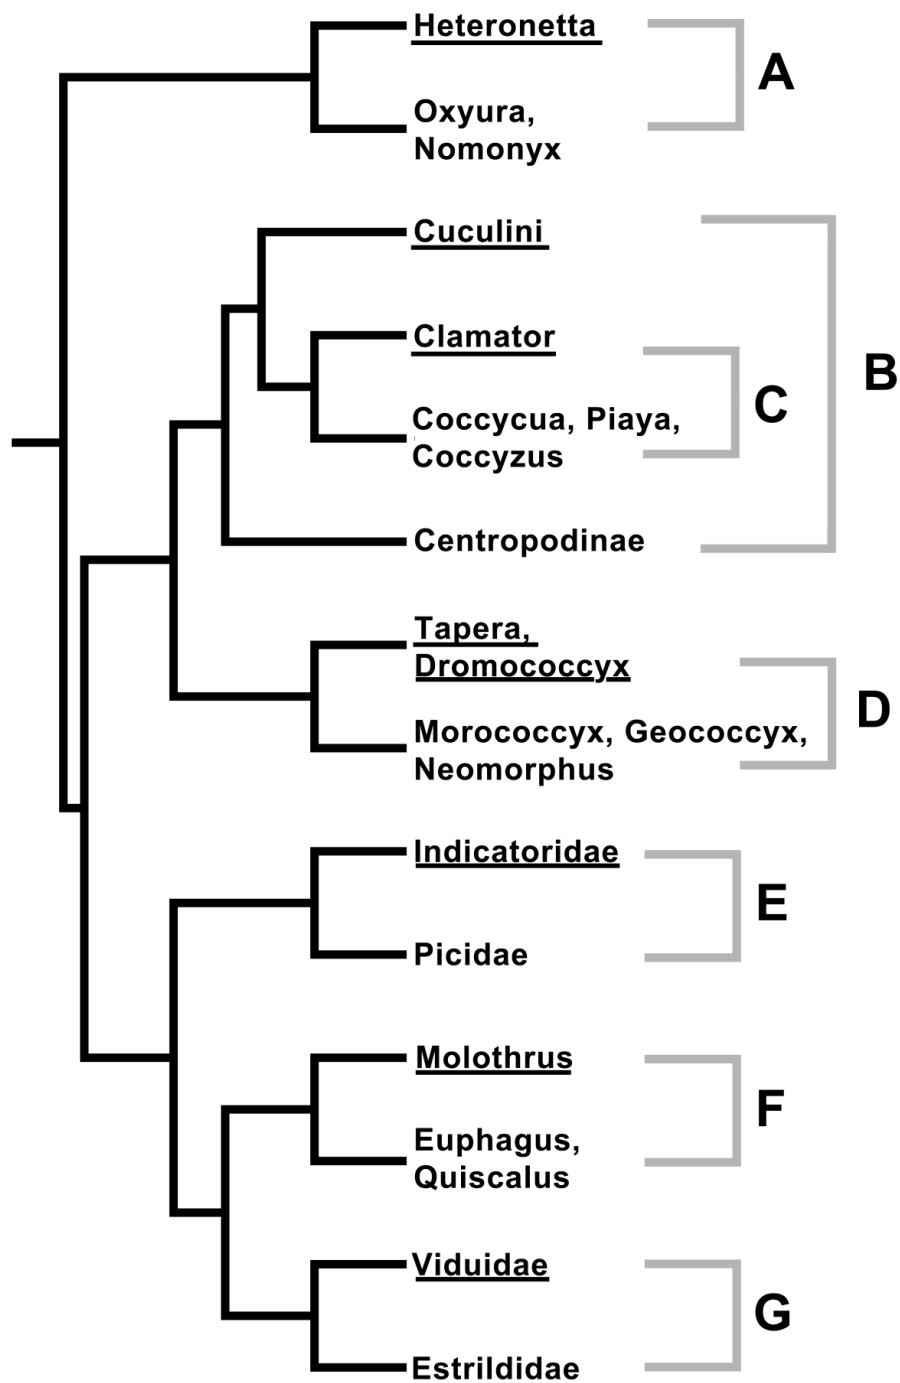 Heteronetta
A
Oxyura,
Nomonyx
Cuculini
Clamator
B
C
Coccycua, Piaya,
Coccyzus
Centropodinae
Tapera,
Dromococcyx
D
Morococcyx, Geococcyx,
Neomorphus
Indicatoridae
E
Picidae
Molothrus
F
Euphagus,
Quiscalus
Viduidae
G
Estrildidae